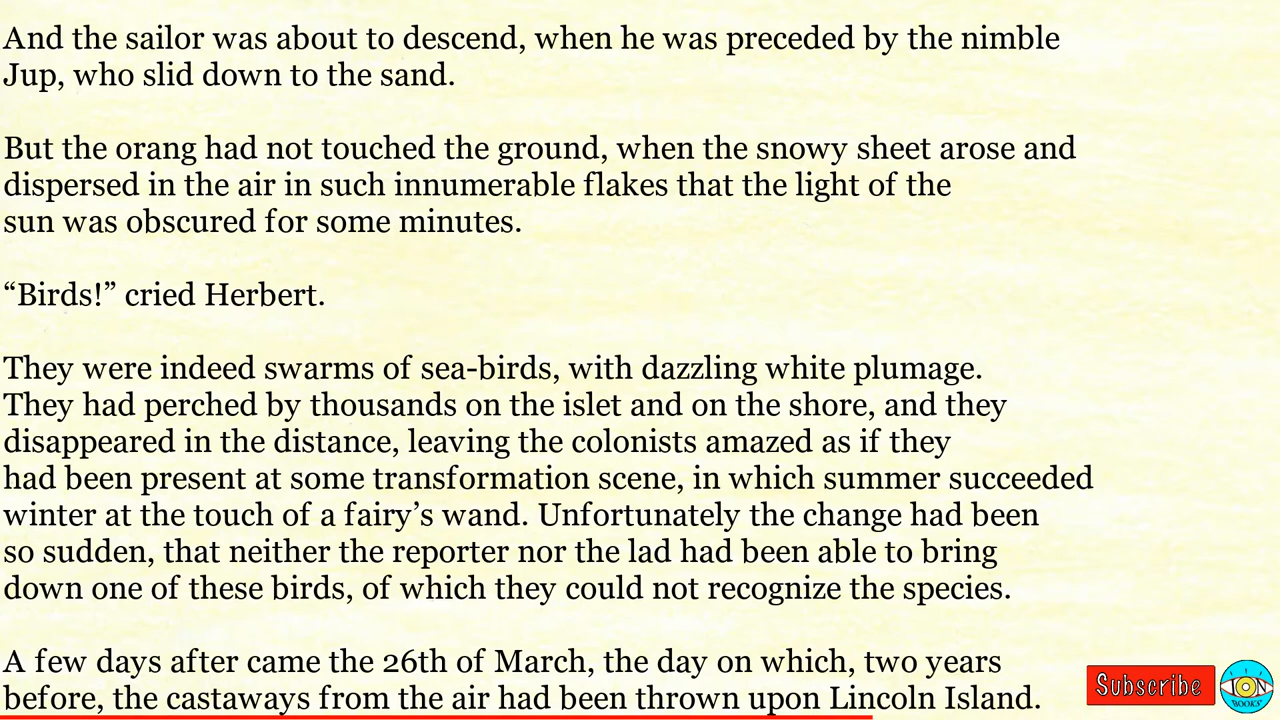 And the sailor was about to descend, when he was preceded by the nimble
Jup, who slid down to the sand.
But the orang had not touched the ground, when the snowy sheet arose and
dispersed in the air in such innumerable flakes that the light of the
sun was obscured for some minutes.
“Birds!” cried Herbert.
They were indeed swarms of sea-birds, with dazzling white plumage.
They had perched by thousands on the islet and on the shore, and they
disappeared in the distance, leaving the colonists amazed as if they
had been present at some transformation scene, in which summer succeeded
winter at the touch of a fairy’s wand. Unfortunately the change had been
so sudden, that neither the reporter nor the lad had been able to bring
down one of these birds, of which they could not recognize the species.
A few days after came the 26th of March, the day on which, two years
before, the castaways from the air had been thrown upon Lincoln Island.
Subscribe
ION
BOOKS